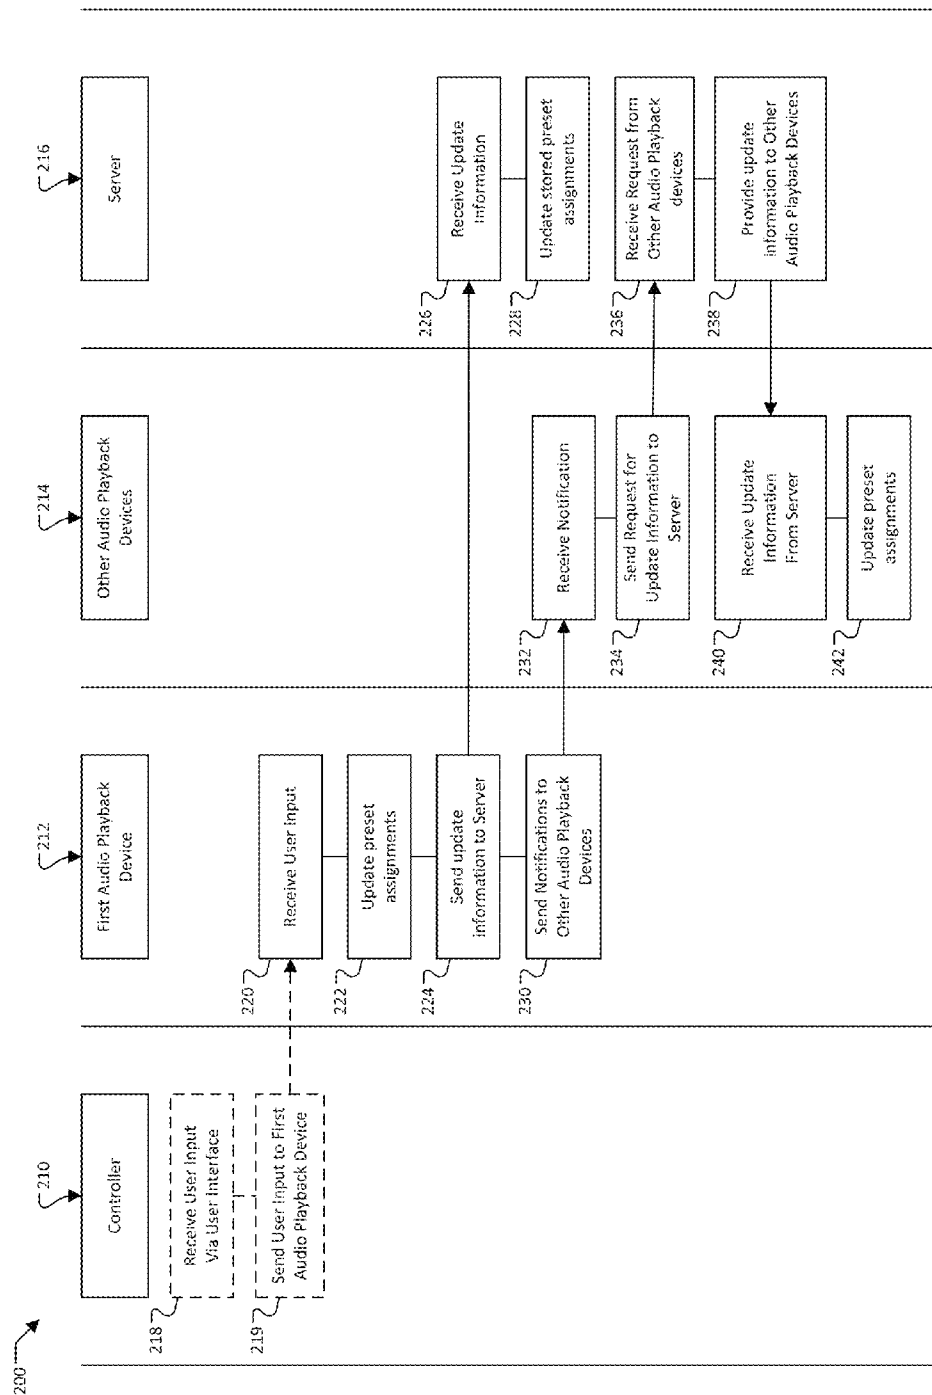 200
210
Controller
218
Receive User Input
Via User Interface
219
Send User Input to First
Audio Playback Device
212
First Audio Playback
Device
220
Receive User Input
222
Update preset
assignments
224
Send update
information to Server
230
Send Notifications to
Other Audio Playback
Devices
214
Other Audio Playback
Devices
232
Receive Notification
234
Send Request for
Update Information to
Server
240
Receive Update
Information
From Server
242
Update preset
assignments
216
Server
226
Receive Update
Information
228
Update stored preset
assignments
236
Receive Request from
Other Audio Playback
devices
238
Provide update
information to Other
Audio Playback Devices